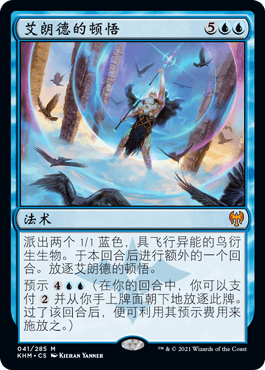 艾朗德的顿悟 5
法术
派出两个 1/1 蓝色，具飞行异能的鸟衍
生生物。于本回合后进行额外的一个回
合。放逐艾朗德的顿悟。
预示 4（在你的回合中，你可以支
付 2 并从你手上牌面朝下地放逐此牌。
过了该回合后，便可利用其预示费用来
施放之。）
041/285 M
KHM • CS KIERAN YANNER
™ & © 2021 Wizards of the Coast